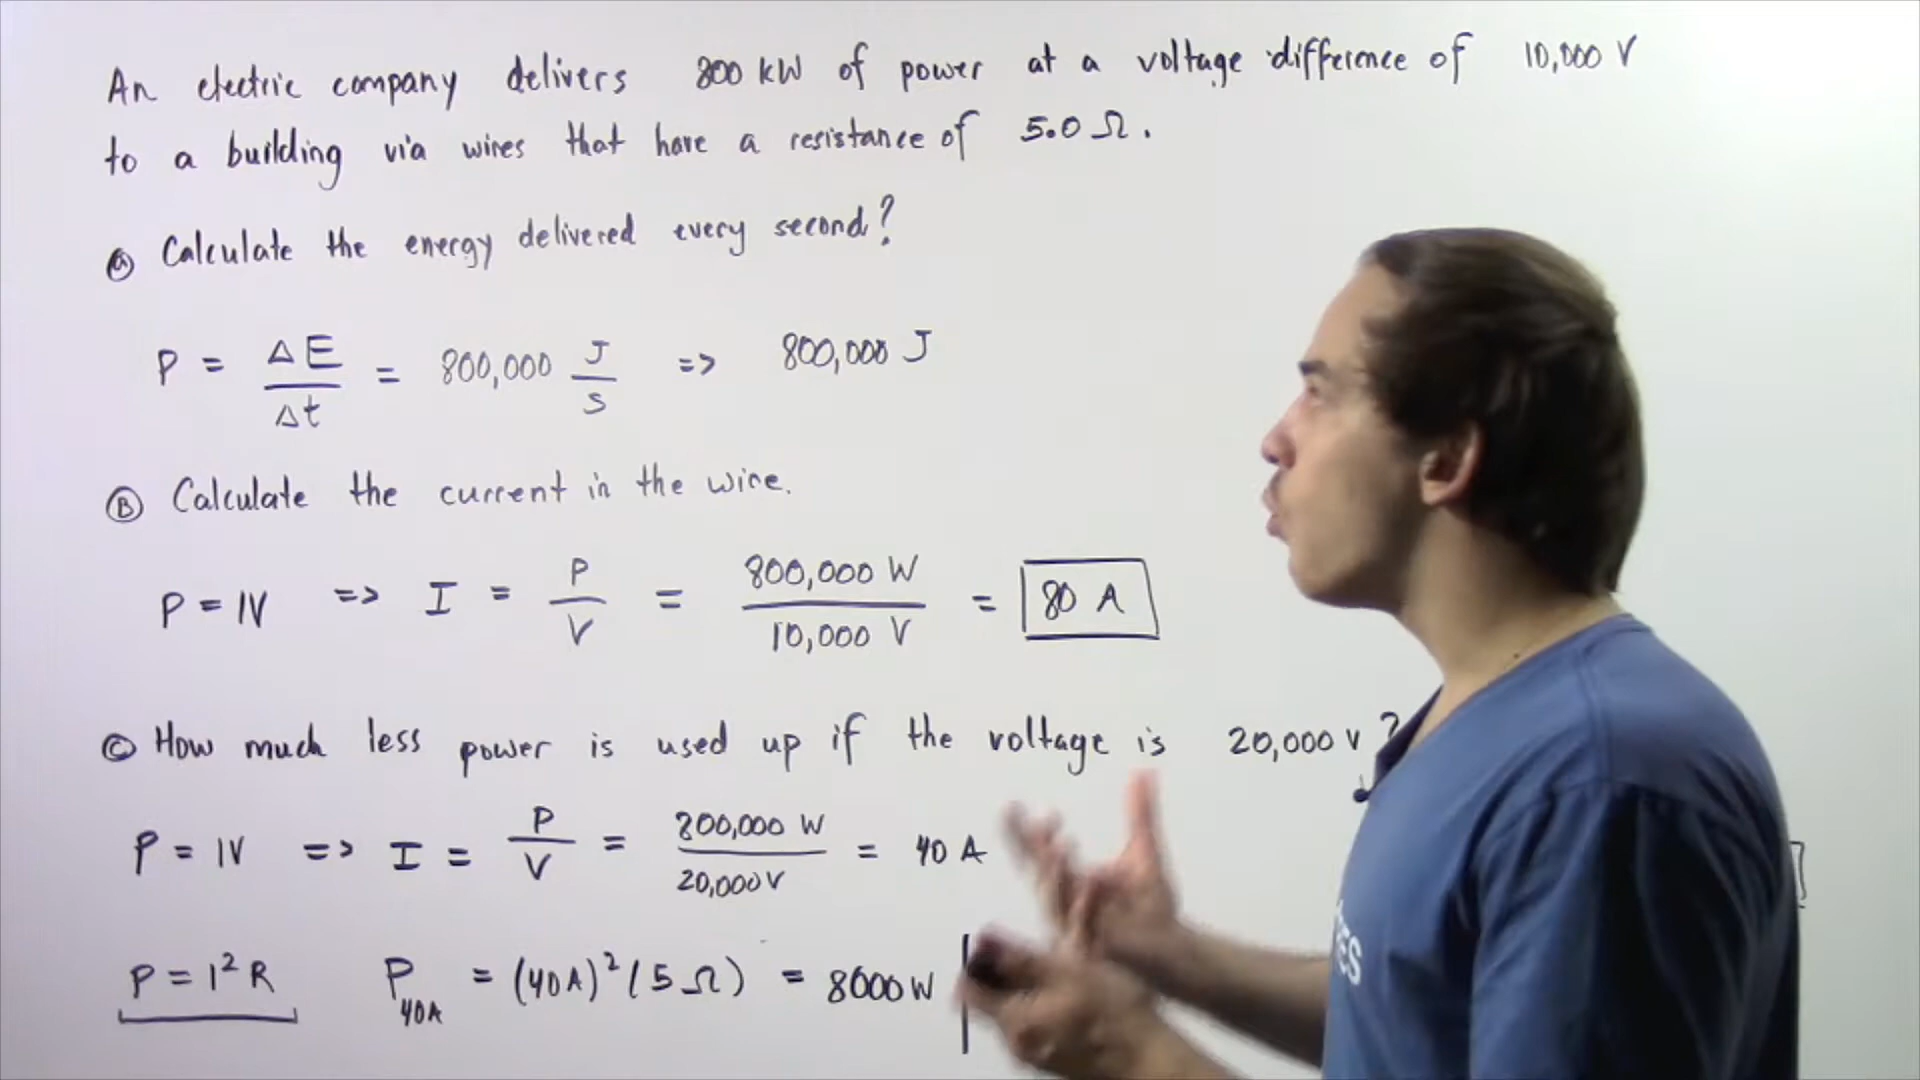 An electric company delivers 800 kW of power at a voltage difference of 10,000 V
to a building via wires that have a resistance of 5.0 Ω.
Ⓐ Calculate the energy delivered every second?
P = ΔE/Δt = 800,000 J/s => 800,000 J
Ⓑ Calculate the current in the wire.
P = IV => I = P/V = 800,000 W/10,000 V = 80 A
Ⓒ How much less power is used up if the voltage is 20,000 V?
P = IV => I = P/V = 800,000 W/20,000 V = 40 A
P = I²R P40A = (40A)²(5Ω) = 8000 W